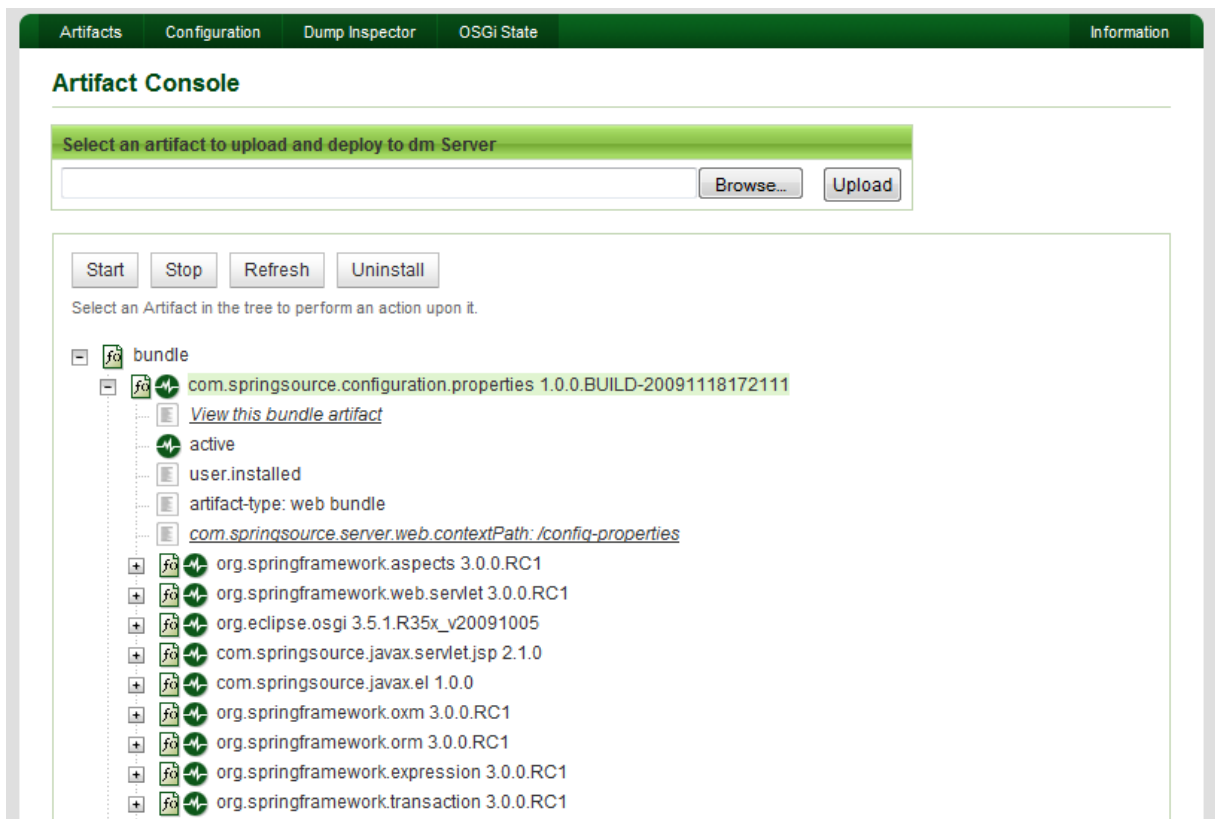 Artifacts Configuration Dump Inspector OSGi State Information
Artifact Console
Select an artifact to upload and deploy to dm Server
Browse... Upload
Start Stop Refresh Uninstall
Select an Artifact in the tree to perform an action upon it.
bundle
com.springsource.configuration.properties 1.0.0.BUILD-20091118172111
View this bundle artifact
active
user.installed
artifact-type: web bundle
com.springsource.server.web.contextPath: /config-properties
org.springframework.aspects 3.0.0.RC1
org.springframework.web.servlet 3.0.0.RC1
org.eclipse.osgi 3.5.1.R35x_v20091005
com.springsource.javax.servlet.jsp 2.1.0
com.springsource.javax.el 1.0.0
org.springframework.oxm 3.0.0.RC1
org.springframework.orm 3.0.0.RC1
org.springframework.expression 3.0.0.RC1
org.springframework.transaction 3.0.0.RC1